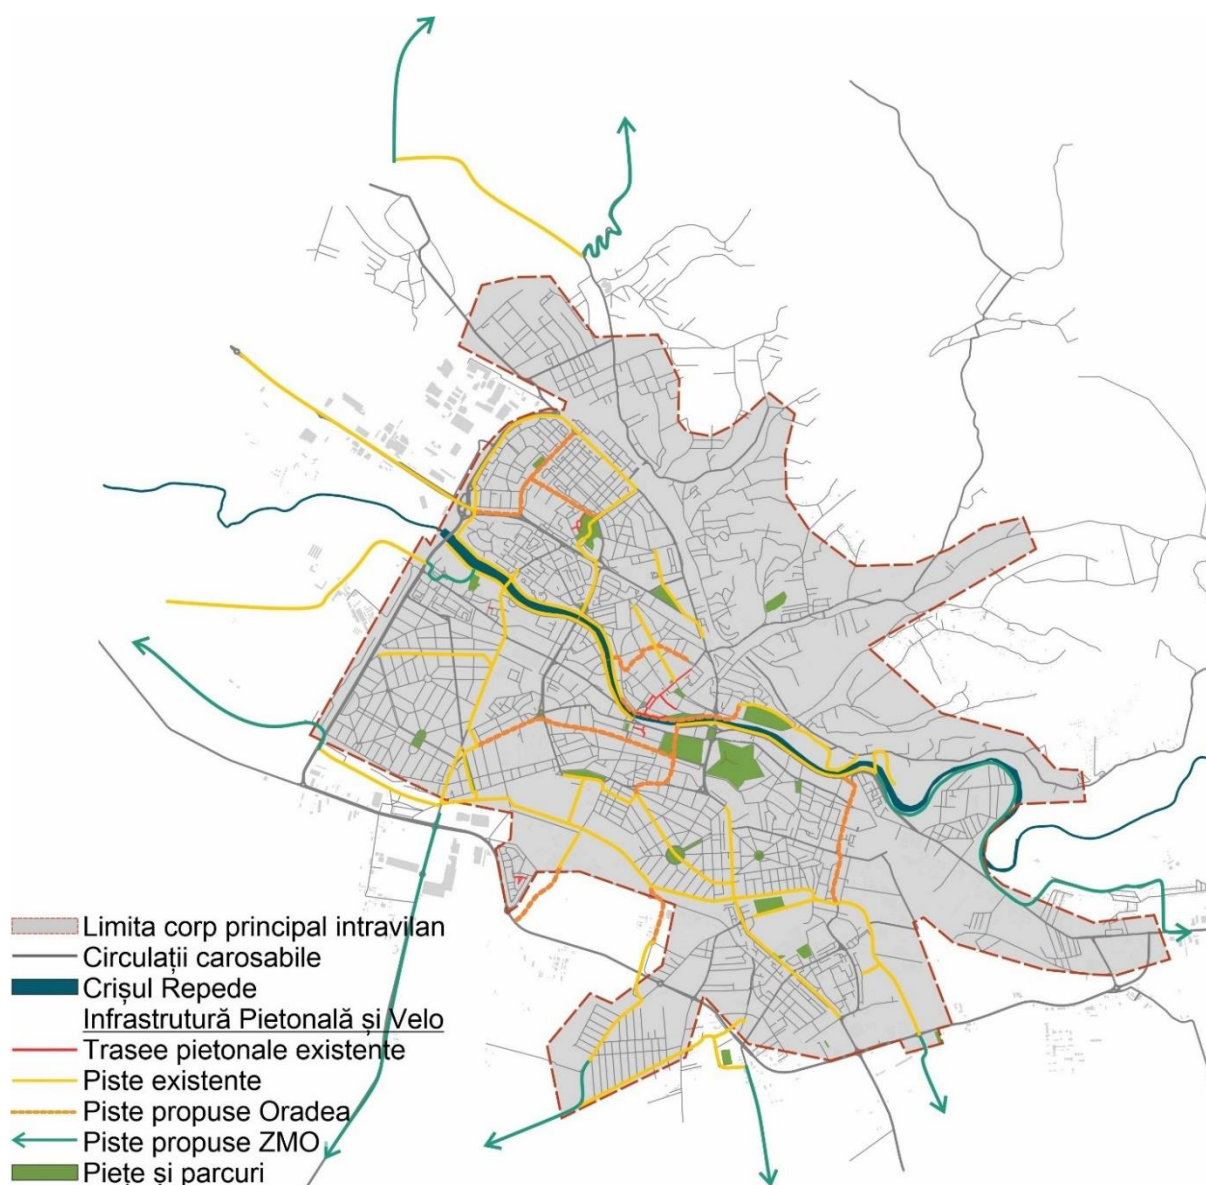 Limita corp principal intravilan
Circulații carosabile
Crișul Repede
Infrastrutură Pietonală și Velo
Trasee pietonale existente
Piste existente
Piste propuse Oradea
Piste propuse ZMO
Piețe și parcuri